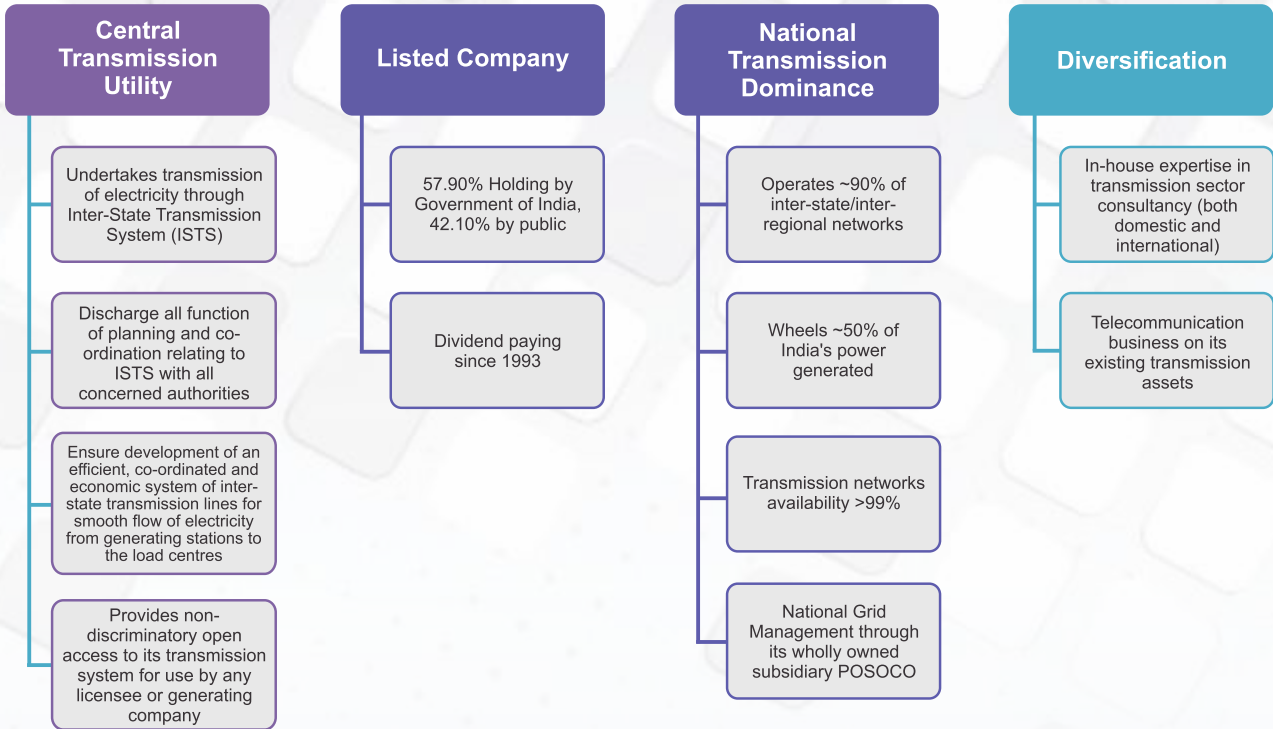 Central
Transmission
Utility
Undertakes transmission
of electricity through
Inter-State Transmission
System (ISTS)
Discharge all function
of planning and co-
ordination relating to
ISTS with all
concerned authorities
Ensure development of an
efficient, co-ordinated and
economic system of inter-
state transmission lines for
smooth flow of electricity
from generating stations to
the load centres
Provides non-
discriminatory open
access to its transmission
system for use by any
licensee or generating
company
Listed Company
57.90% Holding by
Government of India,
42.10% by public
Dividend paying
since 1993
National
Transmission
Dominance
Operates ~90% of
inter-state/inter-
regional networks
Wheels ~50% of
India's power
generated
Transmission networks
availability >99%
National Grid
Management through
its wholly owned
subsidiary POSOCO
Diversification
In-house expertise in
transmission sector
consultancy (both
domestic and
international)
Telecommunication
business on its
existing transmission
assets